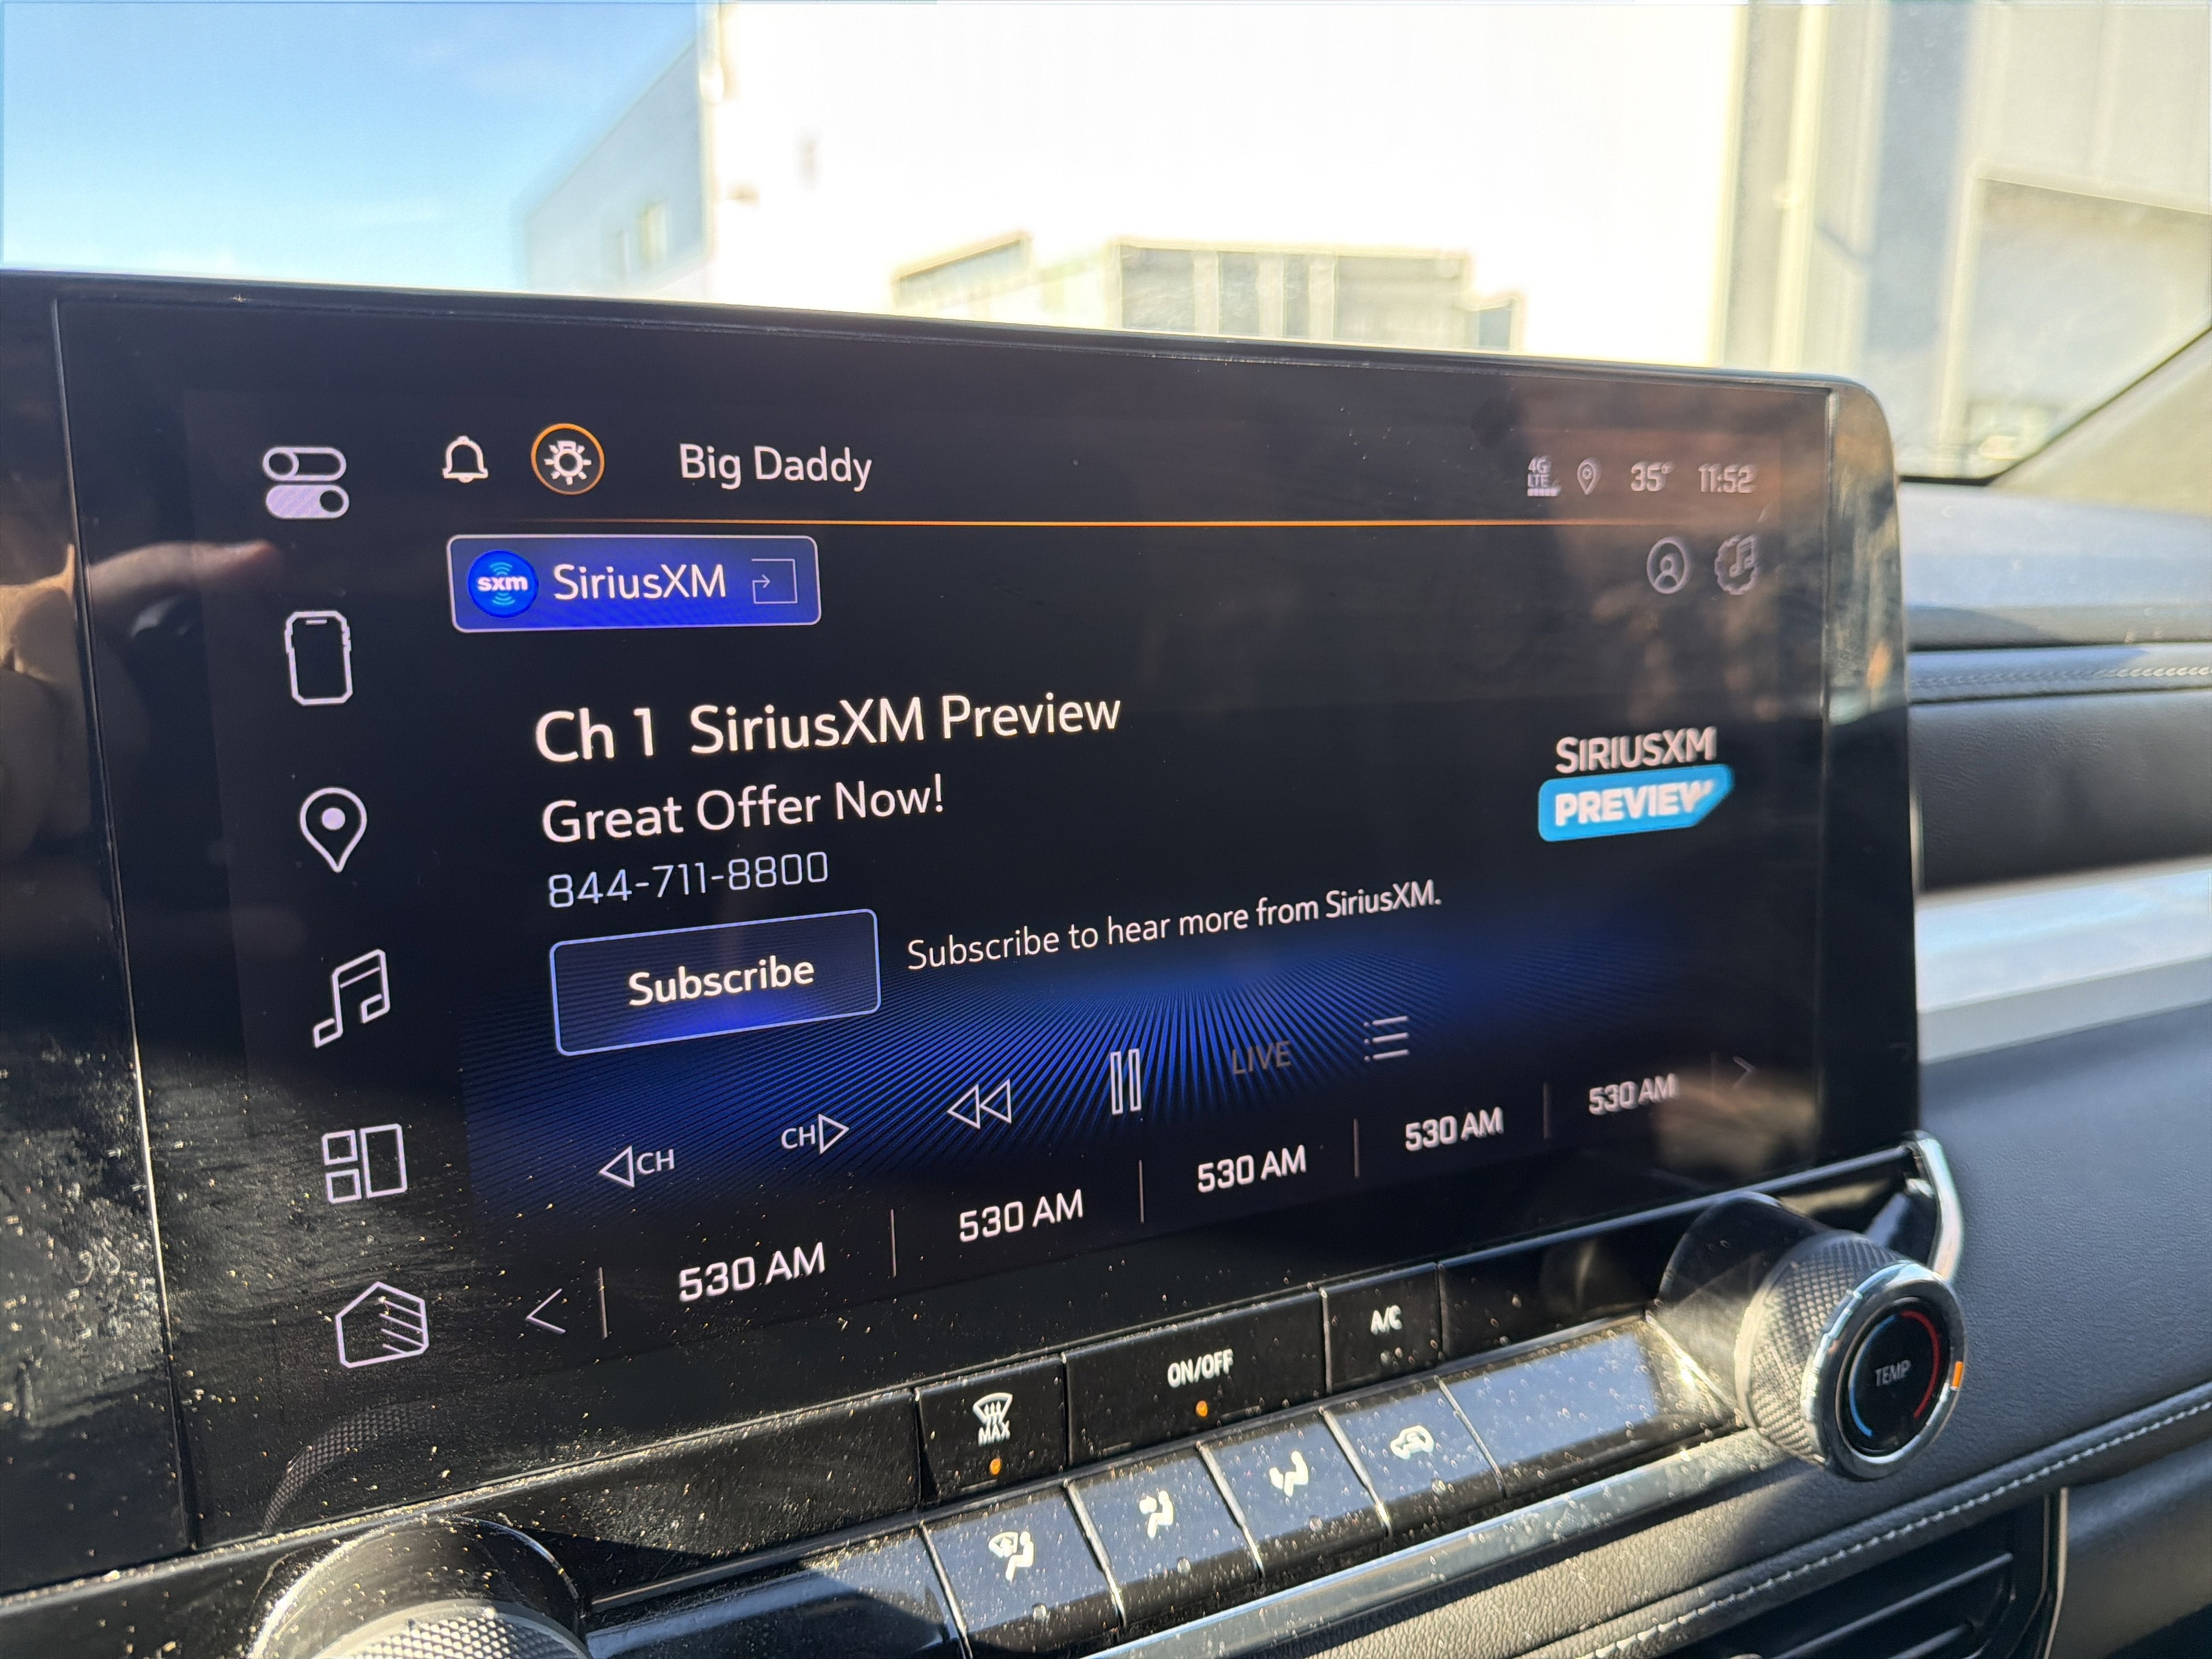 Big Daddy
4G LTE 35° 11:52
sxm SiriusXM
Ch 1 SiriusXM Preview
Great Offer Now!
844-711-8800
SIRIUSXM
PREVIEW
Subscribe
Subscribe to hear more from SiriusXM.
CH CH LIVE
530 AM 530 AM 530 AM 530 AM 530 AM
MAX
ON/OFF
A/C
TEMP